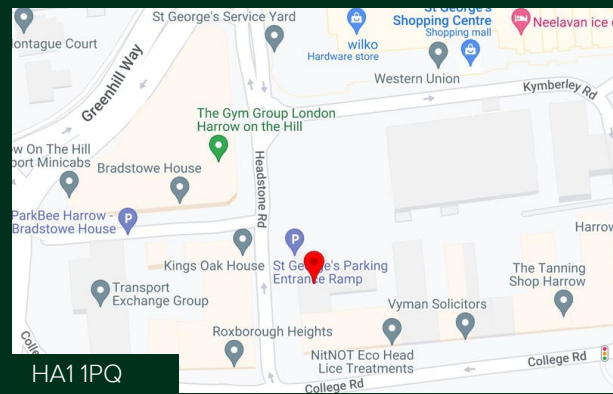 St George's Service Yard
St George's
Shopping Centre
Shopping mall
Neelavan ice
wilko
Hardware store
ontague Court
Western Union
Greenhill Way
Kymberley Rd
The Gym Group London
Harrow on the Hill
ow On The Hill
port Minicabs
Bradstowe House
Headstone Rd
ParkBee Harrow -
Bradstowe House
P
P
Harrow
Kings Oak House
St George's Parking
Entrance Ramp
Transport
Exchange Group
The Tanning
Shop Harrow
Vyman Solicitors
Roxborough Heights
NitNOT Eco Head
Lice Treatments
Colle
College Rd
College Rd
HA1 1PQ